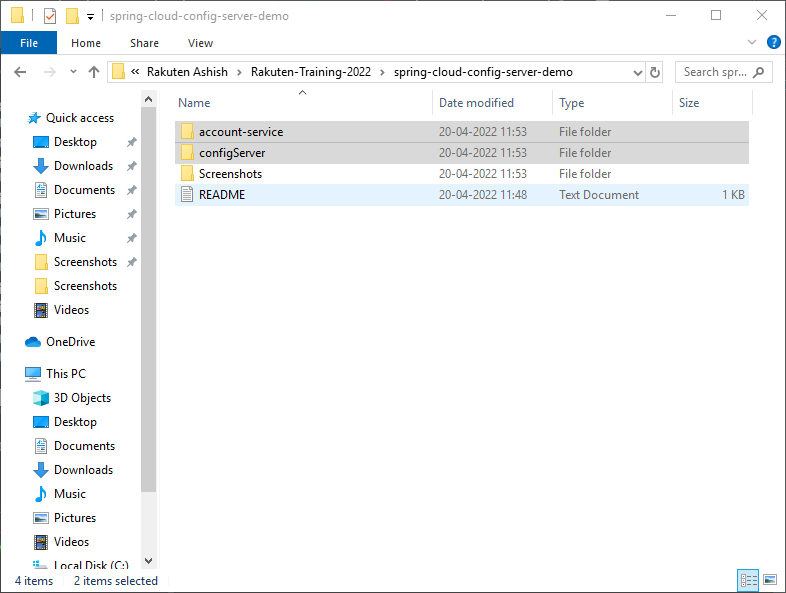 spring-cloud-config-server-demo
File Home Share View
« Rakuten Ashish > Rakuten-Training-2022 > spring-cloud-config-server-demo Search spr...
Name Date modified Type Size
account-service 20-04-2022 11:53 File folder
configServer 20-04-2022 11:53 File folder
Screenshots 20-04-2022 11:53 File folder
README 20-04-2022 11:48 Text Document 1 KB
Quick access
Desktop
Downloads
Documents
Pictures
Music
Screenshots
Screenshots
Videos
OneDrive
This PC
3D Objects
Desktop
Documents
Downloads
Music
Pictures
Videos
Local Disk (C:)
4 items 2 items selected